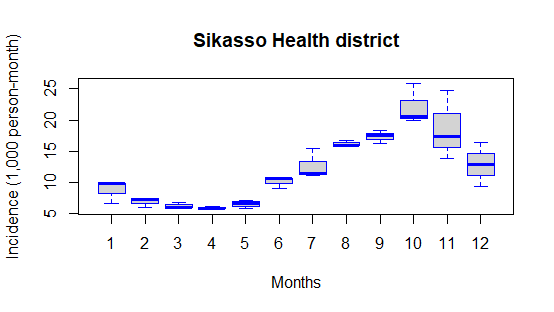 Sikasso Health district
Incidence (1,000 person-month)
25
20
15
10
5
1 2 3 4 5 6 7 8 9 10 11 12
Months